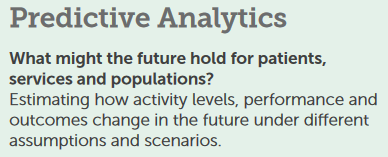 Predictive Analytics
What might the future hold for patients,
services and populations?
Estimating how activity levels, performance and
outcomes change in the future under different
assumptions and scenarios.